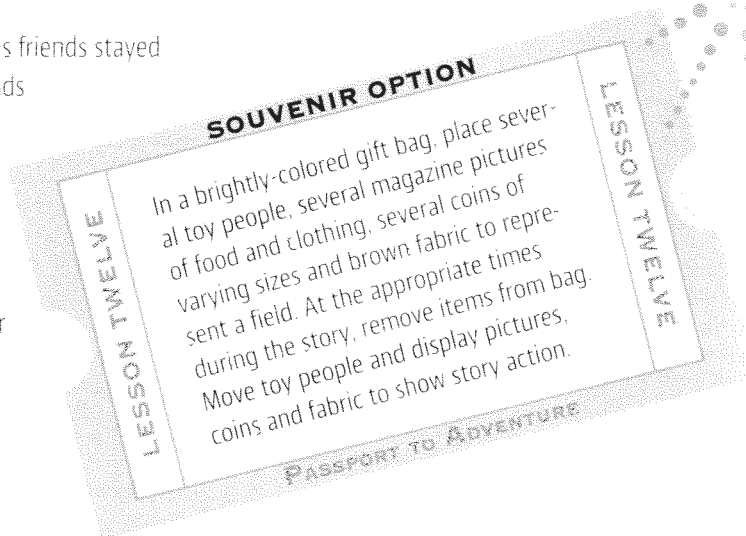 s friends stayed
ds
r
SOUVENIR OPTION
LESSON TWELVE
In a brightly-colored gift bag, place sever-
al toy people, several magazine pictures
of food and clothing, several coins of
varying sizes and brown fabric to repre-
sent a field. At the appropriate times
during the story, remove items from bag.
Move toy people and display pictures,
coins and fabric to show story action.
LESSON TWELVE
PASSPORT TO ADVENTURE